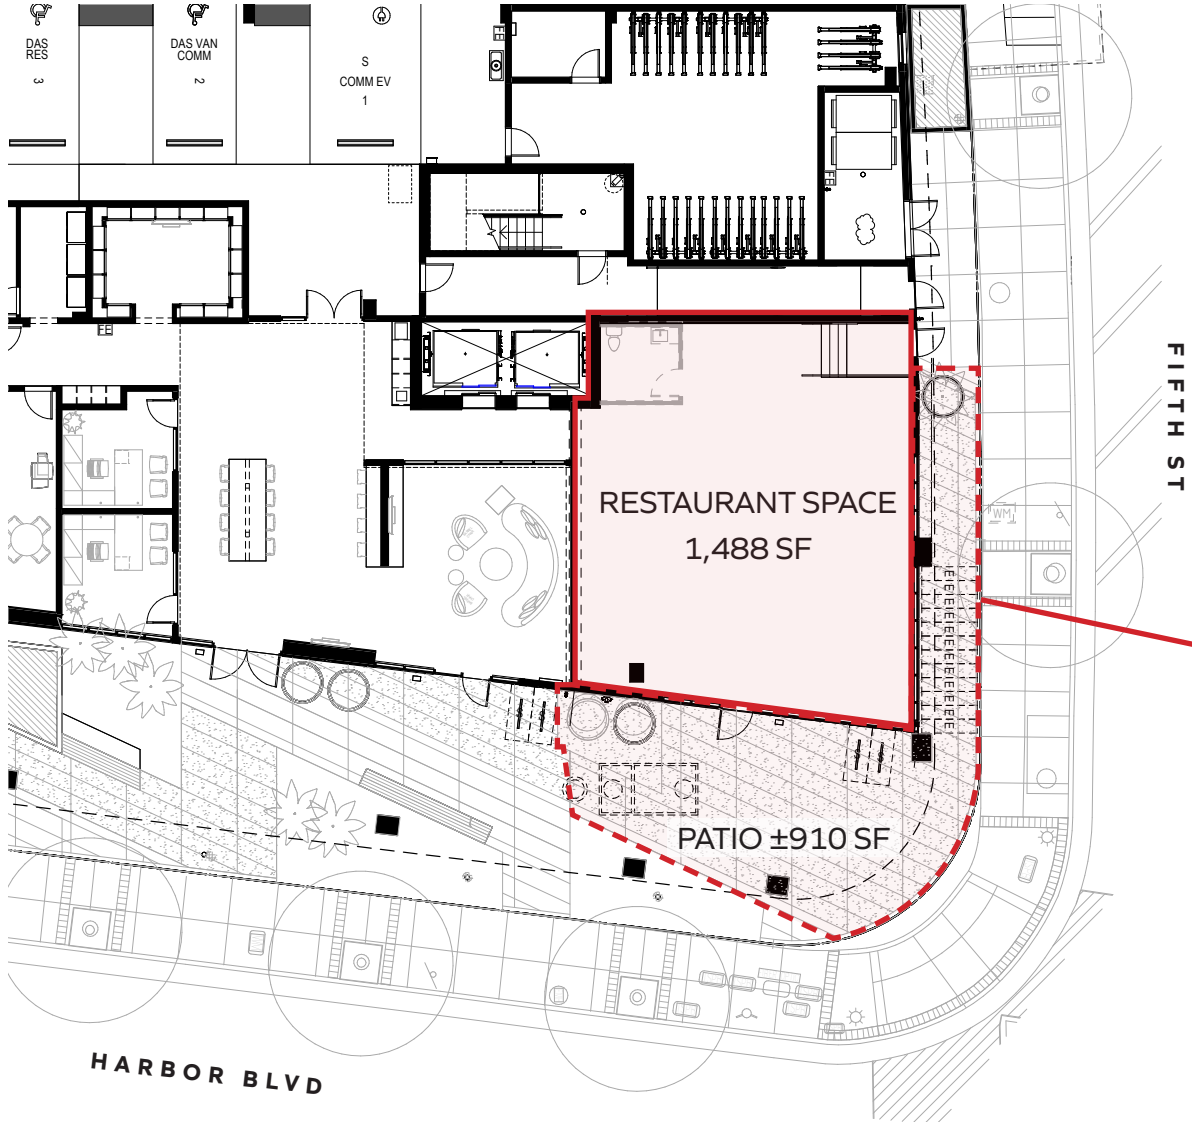 DAS
RES
3
DAS VAN
COMM
2
S
COMM EV
1
FE
FE
FE
RESTAURANT SPACE
1,488 SF
WM
PATIO ±910 SF
FIFTH ST
HARBOR BLVD